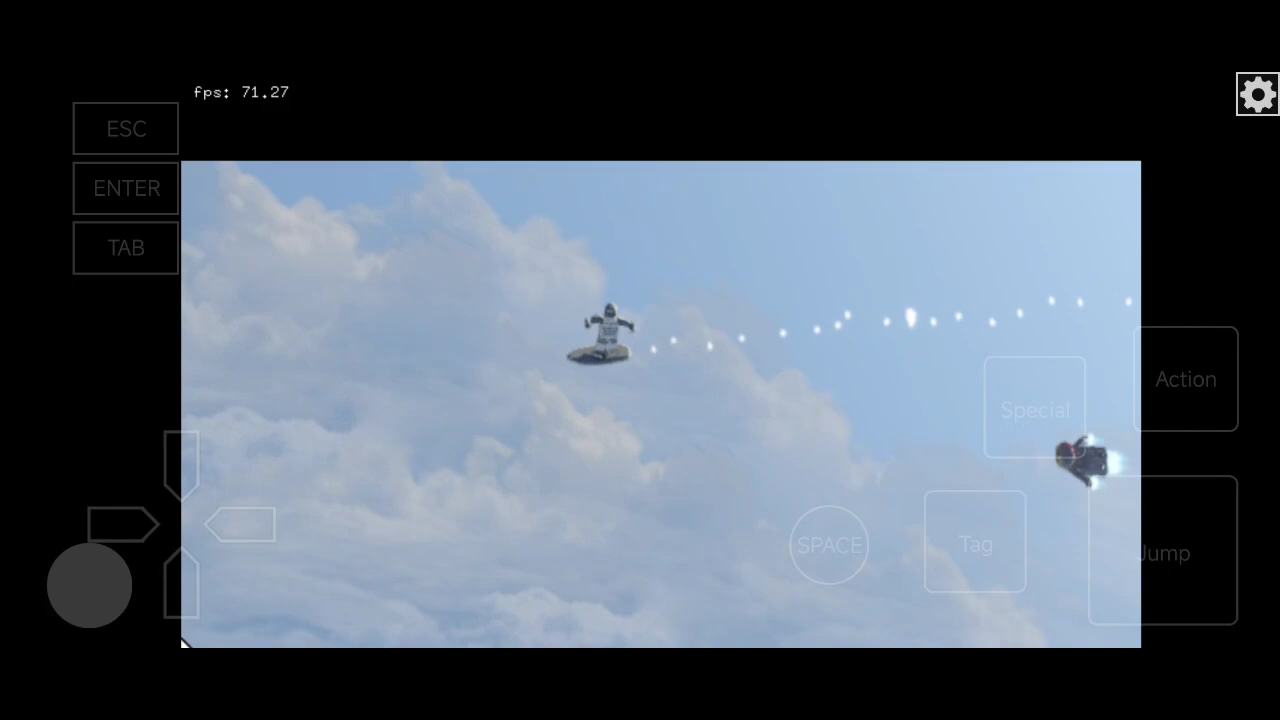 fps: 71.27
ESC
ENTER
TAB
Action
Special
SPACE
Tag
Jump